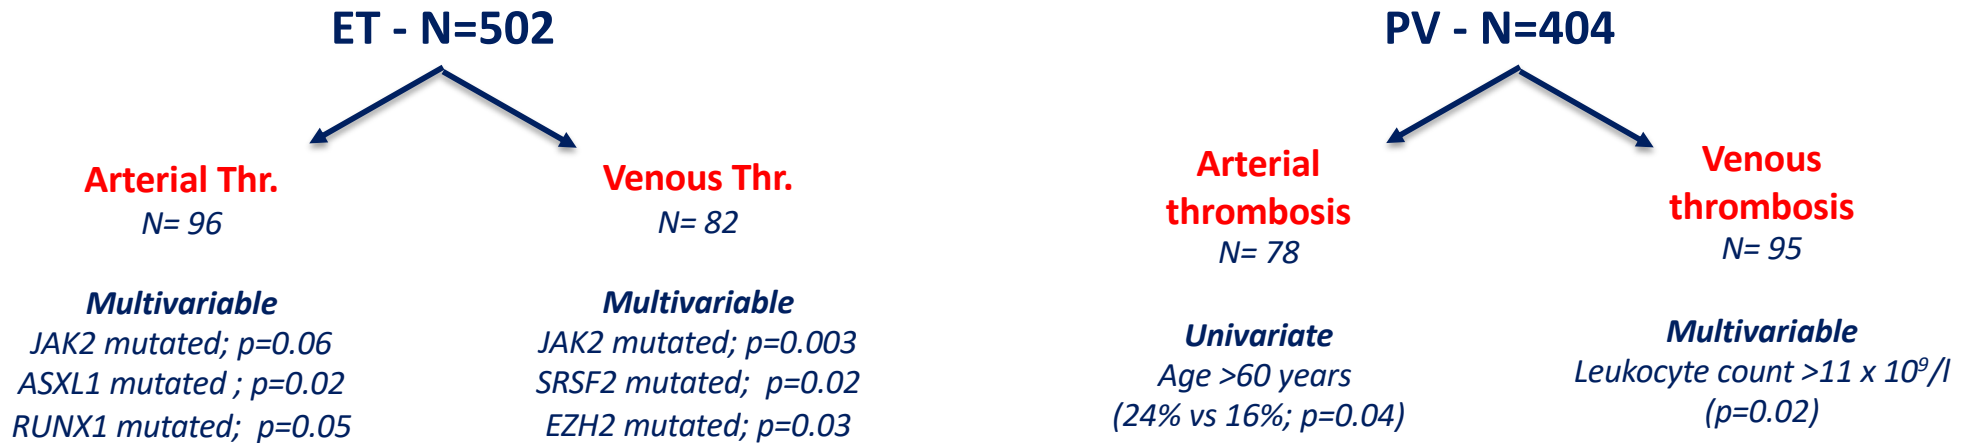 ET - N=502
Arterial Thr.
N= 96
Multivariable
JAK2 mutated; p=0.06
ASXL1 mutated ; p=0.02
RUNX1 mutated;  p=0.05
Venous Thr.
N= 82
Multivariable
JAK2 mutated; p=0.003
SRSF2 mutated;  p=0.02
EZH2 mutated; p=0.03
PV - N=404
Arterial
thrombosis
N= 78
Univariate
Age >60 years
(24% vs 16%; p=0.04)
Venous
thrombosis
N= 95
Multivariable
Leukocyte count >11 x 10⁹/l
(p=0.02)